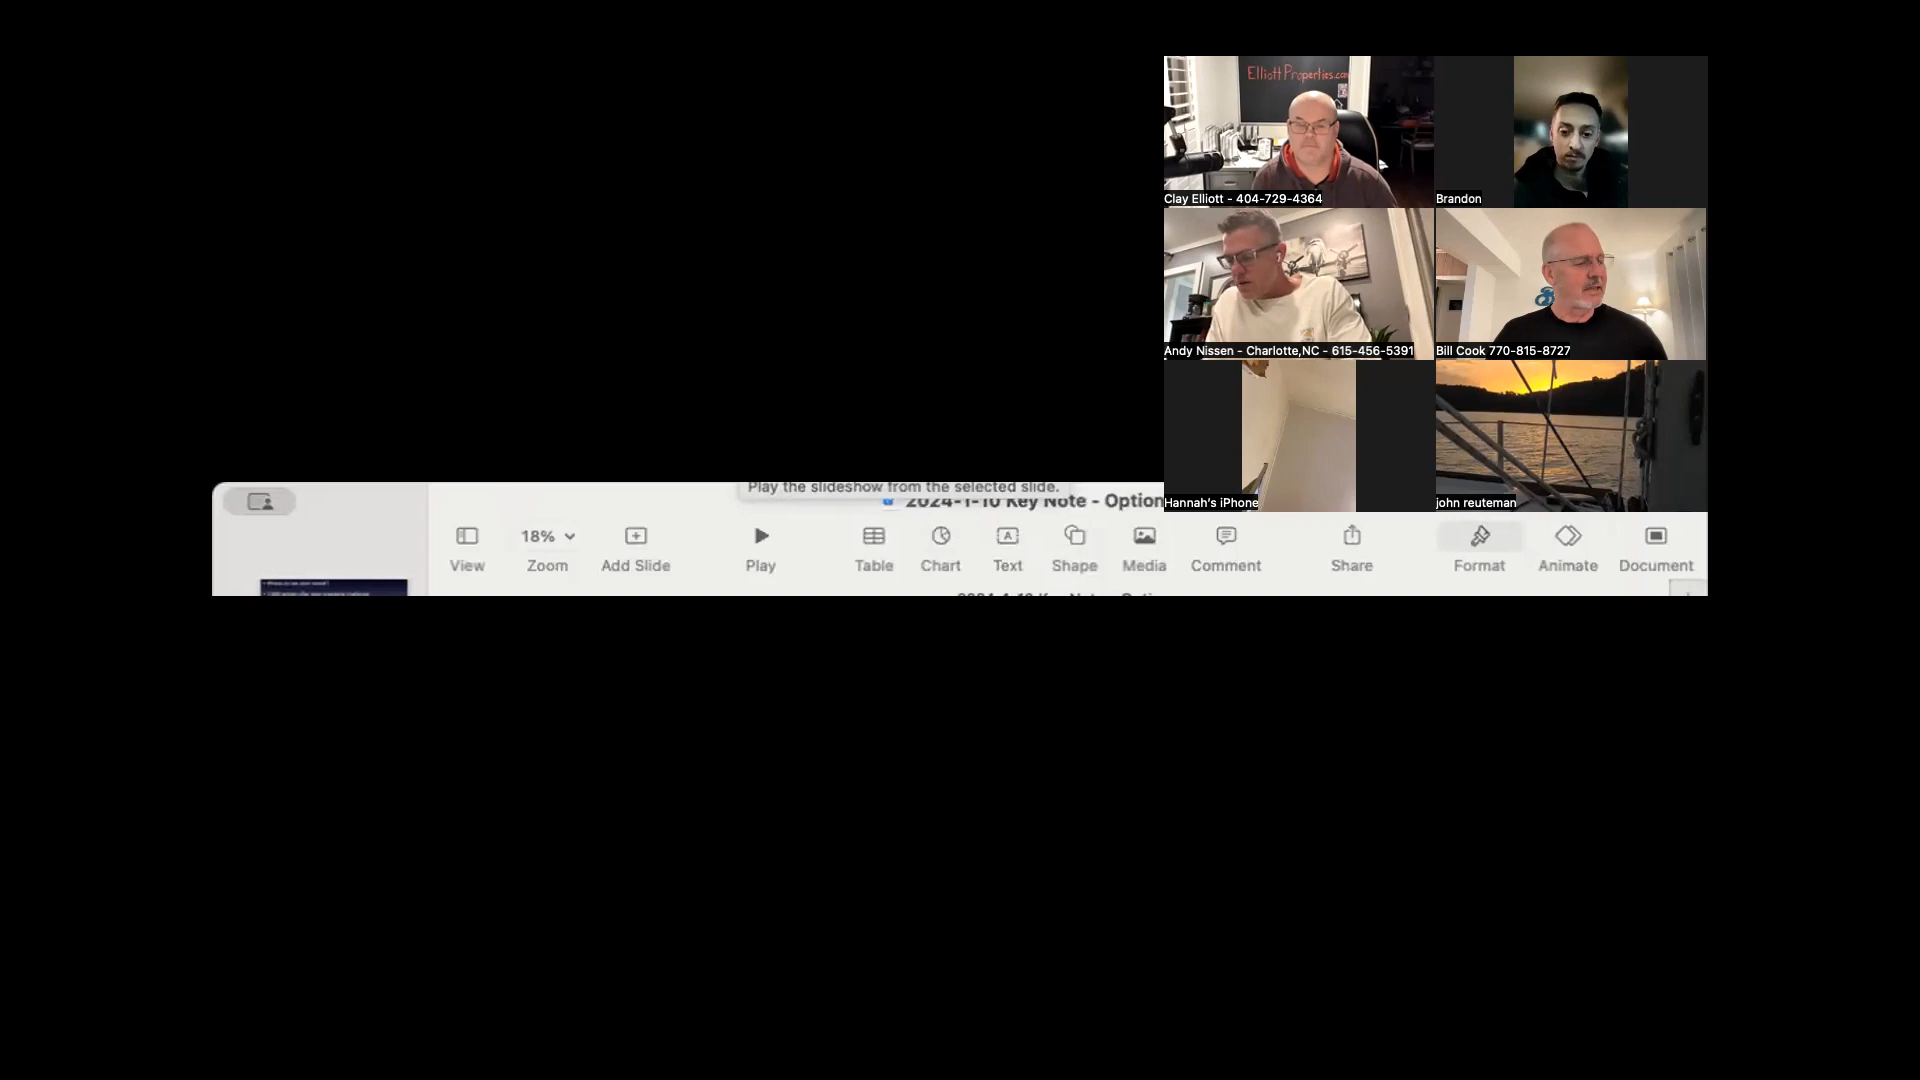 ElliottProperties.com
Clay Elliott - 404-729-4364
Brandon
Andy Nissen - Charlotte,NC - 615-456-5391
Bill Cook 770-815-8727
Hannah's iPhone
john reuteman
Play the slideshow from the selected slide.
2024-1-10 Key Note - Option
18%
View
Zoom
Add Slide
Play
Table
Chart
Text
Shape
Media
Comment
Share
Format
Animate
Document